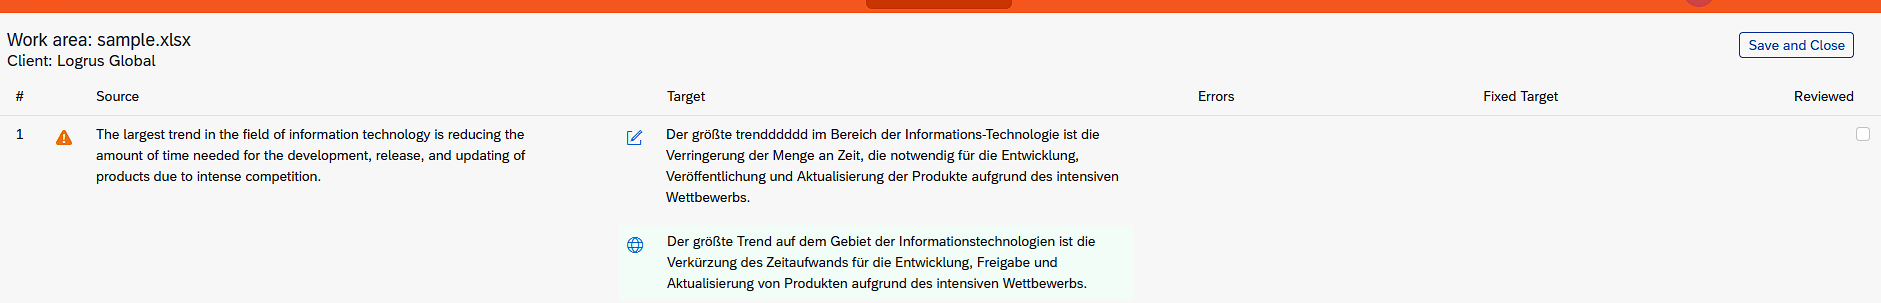 Work area: sample.xlsx
Client: Logrus Global
Save and Close
# Source Target Errors Fixed Target Reviewed
1
The largest trend in the field of information technology is reducing the
amount of time needed for the development, release, and updating of
products due to intense competition.
Der größte trendddddd im Bereich der Informations-Technologie ist die
Verringerung der Menge an Zeit, die notwendig für die Entwicklung,
Veröffentlichung und Aktualisierung der Produkte aufgrund des intensiven
Wettbewerbs.
Der größte Trend auf dem Gebiet der Informationstechnologien ist die
Verkürzung des Zeitaufwands für die Entwicklung, Freigabe und
Aktualisierung von Produkten aufgrund des intensiven Wettbewerbs.